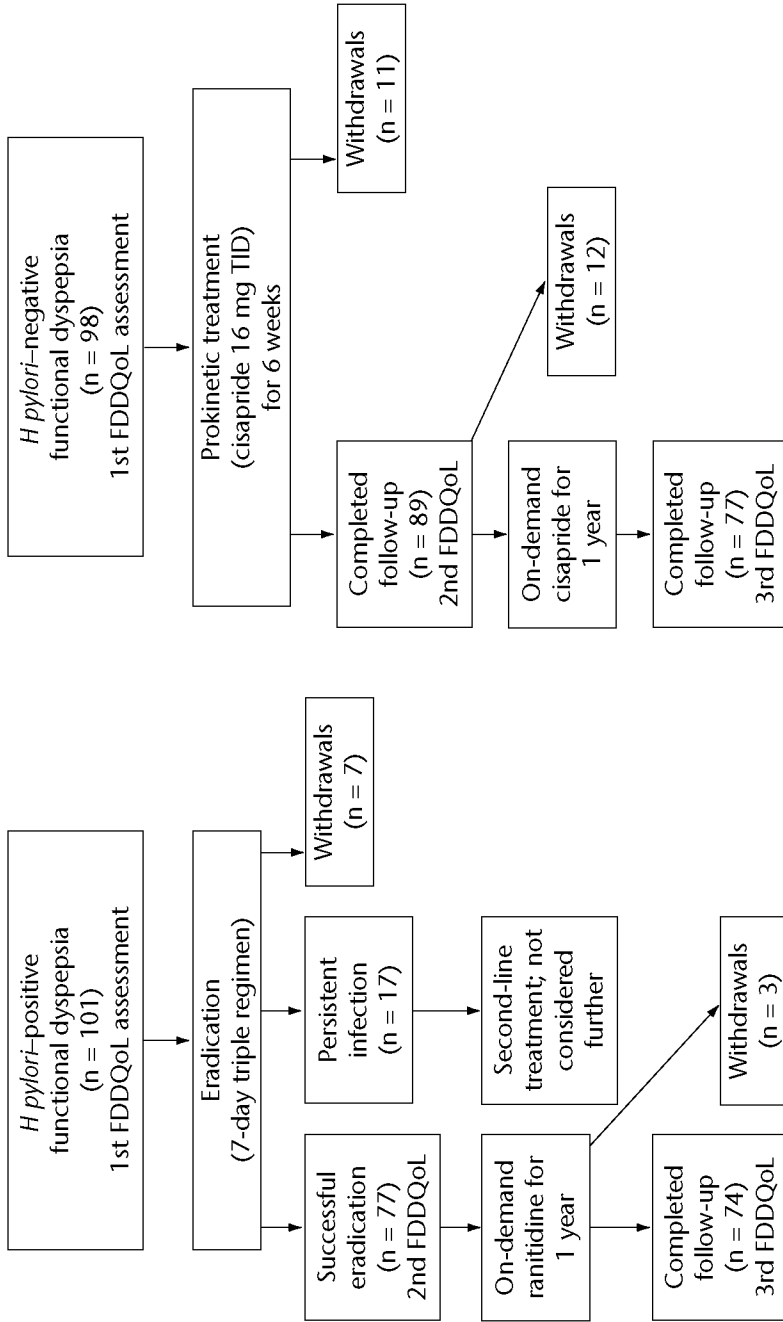 H pylori–positive
functional dyspepsia
(n = 101)
1st FDDQoL assessment
Eradication
(7-day triple regimen)
Successful
eradication
(n = 77)
2nd FDDQoL
Persistent
infection
(n = 17)
Withdrawals
(n = 7)
On-demand
ranitidine for
1 year
Second-line
treatment; not
considered
further
Completed
follow-up
(n = 74)
3rd FDDQoL
Withdrawals
(n = 3)
H pylori–negative
functional dyspepsia
(n = 98)
1st FDDQoL assessment
Prokinetic treatment
(cisapride 16 mg TID)
for 6 weeks
Completed
follow-up
(n = 89)
2nd FDDQoL
Withdrawals
(n = 11)
On-demand
cisapride for
1 year
Withdrawals
(n = 12)
Completed
follow-up
(n = 77)
3rd FDDQoL